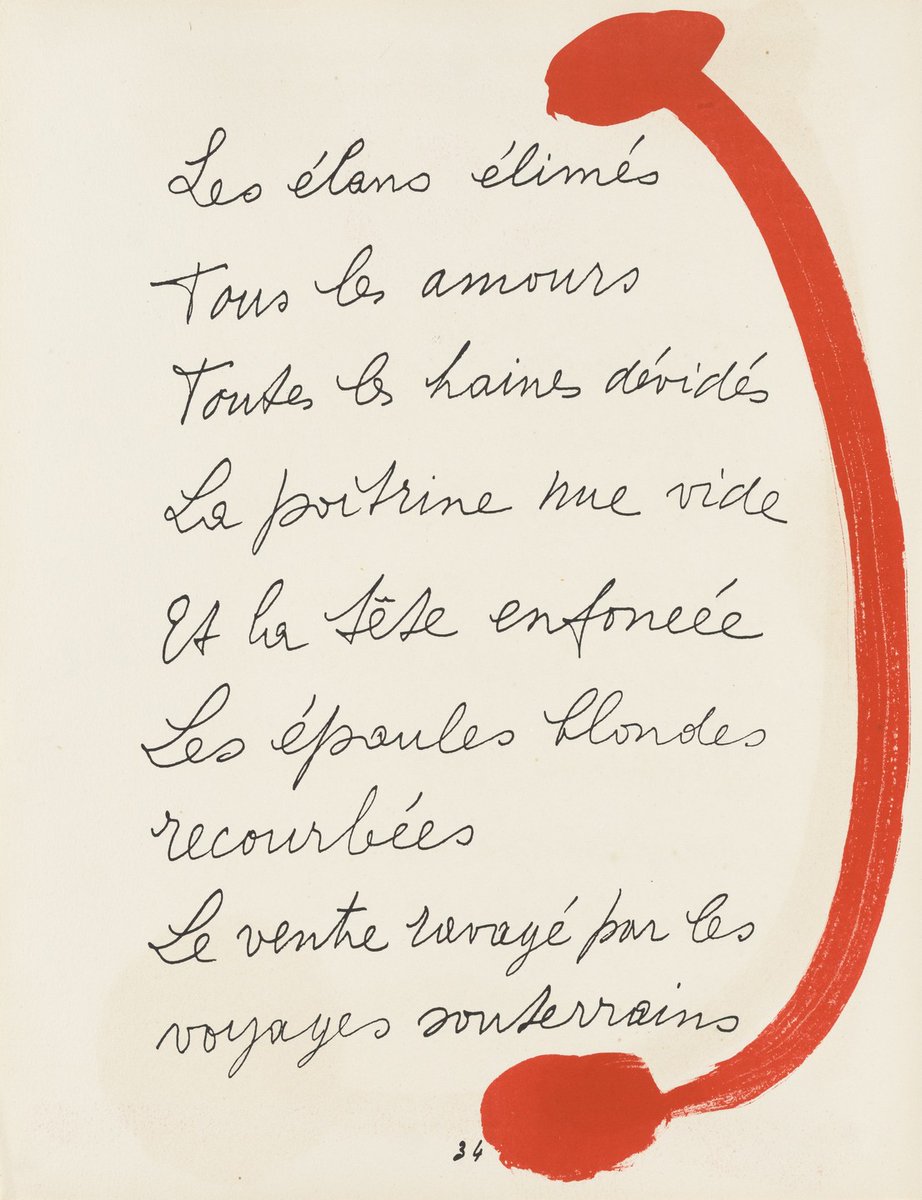 Les élans élimés
Tous les amours
Toutes les haines dévidés
La poitrine nue vide
Et la tête enfoncée
Les épaules blondes
recourbées
Le ventre ravagé par les
voyages souterrains
34